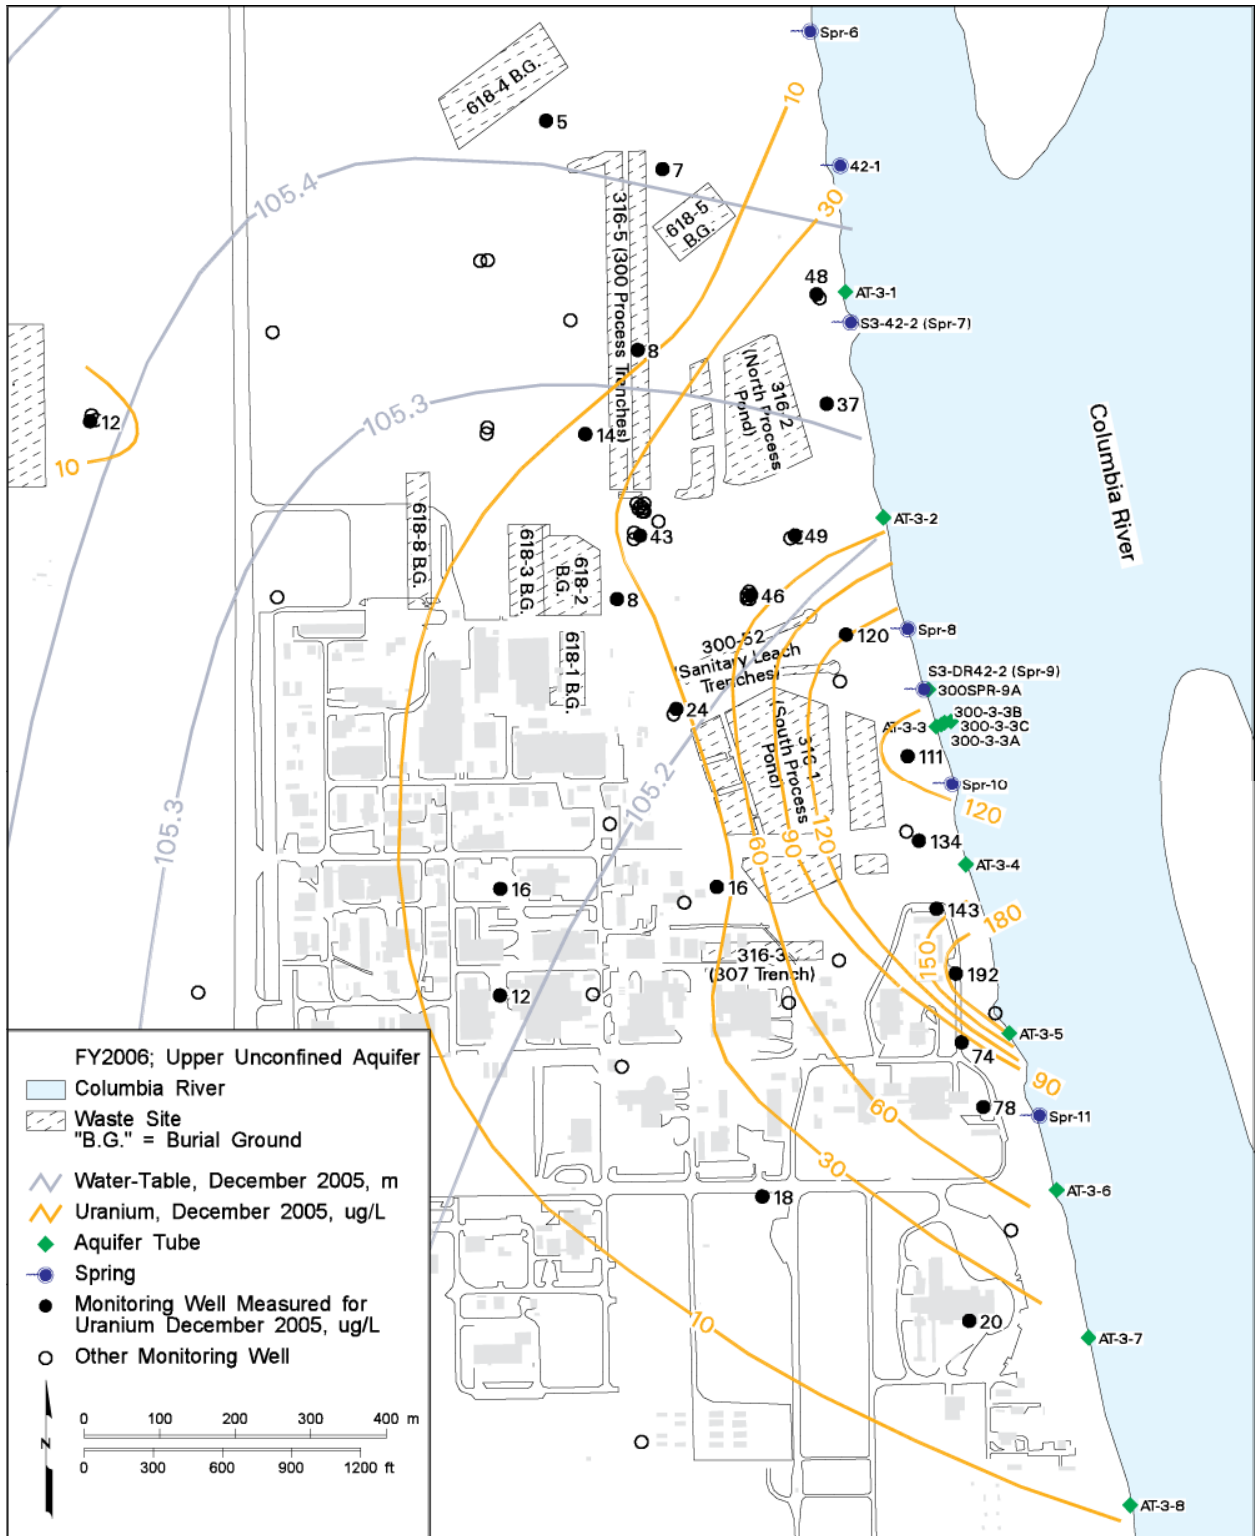 Spr-6
10
618-4 B.G.
5
42-1
7
105.4
30
618-5
B.G.
316-5 (300 Process Trenches)
48
AT-3-1
S3-42-2 (Spr-7)
8
316-2
(North Process
Pond)
37
105.3
12
14
10
Columbia River
618-8 B.G.
618-3 B.G.
618-2
B.G.
43
49
AT-3-2
8
46
120
Spr-8
300-52
(Sanitary Leach
Trenches)
618-1 B.G.
S3-DR42-2 (Spr-9)
300SPR-9A
24
300-3-3B
AT-3-3
300-3-3C
300-3-3A
316-1
(South Process
Pond)
111
105.2
Spr-10
120
105.3
60
90
120
134
AT-3-4
16
16
143
180
150
316-3
(307 Trench)
192
12
AT-3-5
74
90
78
60
Spr-11
30
AT-3-6
18
10
20
AT-3-7
AT-3-8
FY2006; Upper Unconfined Aquifer
Columbia River
Waste Site
"B.G." = Burial Ground
Water-Table, December 2005, m
Uranium, December 2005, ug/L
Aquifer Tube
Spring
Monitoring Well Measured for
Uranium December 2005, ug/L
Other Monitoring Well
N
0 100 200 300 400 m
0 300 600 900 1200 ft